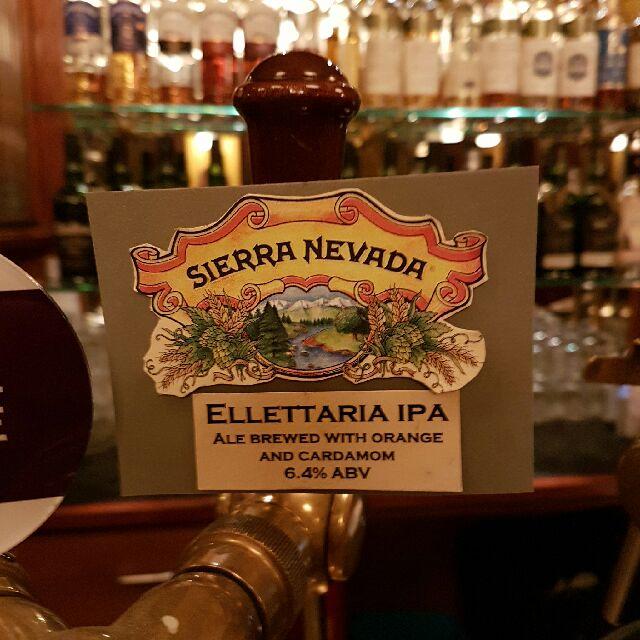 SIERRA NEVADA
ELLETTARIA IPA
ALE BREWED WITH ORANGE
AND CARDAMOM
6.4% ABV